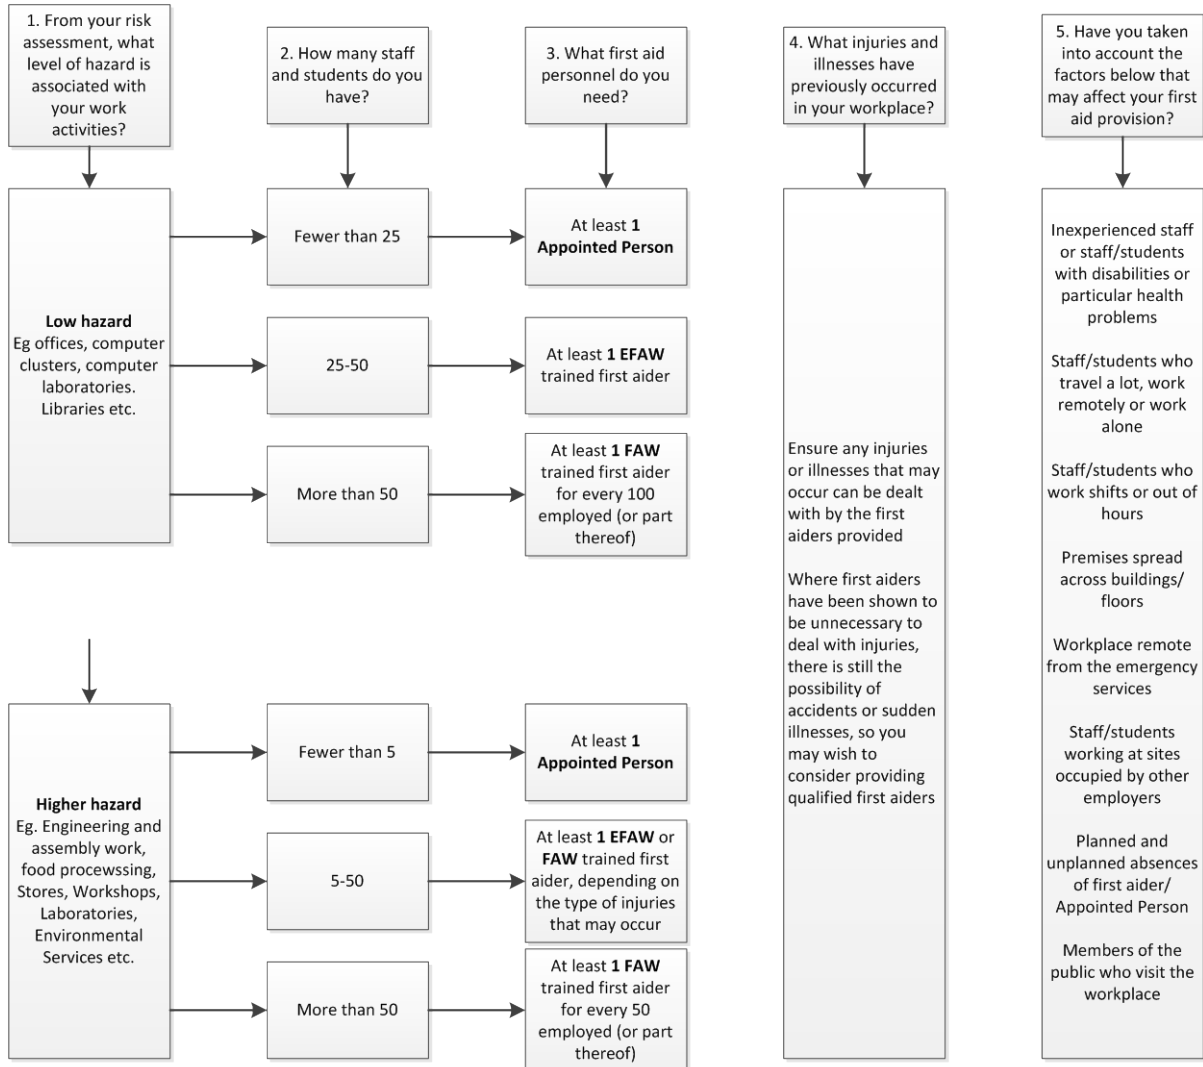 1. From your risk
assessment, what
level of hazard is
associated with
your work
activities?
2. How many staff
and students do you
have?
3. What first aid
personnel do you
need?
4. What injuries and
illnesses have
previously occurred
in your workplace?
5. Have you taken
into account the
factors below that
may affect your first
aid provision?
Low hazard
Eg offices, computer
clusters, computer
laboratories.
Libraries etc.
Fewer than 25
At least 1
Appointed Person
25-50
At least 1 EFAW
trained first aider
More than 50
At least 1 FAW
trained first aider
for every 100
employed (or part
thereof)
Higher hazard
Eg. Engineering and
assembly work,
food procewssing,
Stores, Workshops,
Laboratories,
Environmental
Services etc.
Fewer than 5
At least 1
Appointed Person
5-50
At least 1 EFAW or
FAW trained first
aider, depending on
the type of injuries
that may occur
More than 50
At least 1 FAW
trained first aider
for every 50
employed (or part
thereof)
Ensure any injuries
or illnesses that may
occur can be dealt
with by the first
aiders provided
Where first aiders
have been shown to
be unnecessary to
deal with injuries,
there is still the
possibility of
accidents or sudden
illnesses, so you
may wish to
consider providing
qualified first aiders
Inexperienced staff
or staff/students
with disabilities or
particular health
problems
Staff/students who
travel a lot, work
remotely or work
alone
Staff/students who
work shifts or out of
hours
Premises spread
across buildings/
floors
Workplace remote
from the emergency
services
Staff/students
working at sites
occupied by other
employers
Planned and
unplanned absences
of first aider/
Appointed Person
Members of the
public who visit the
workplace